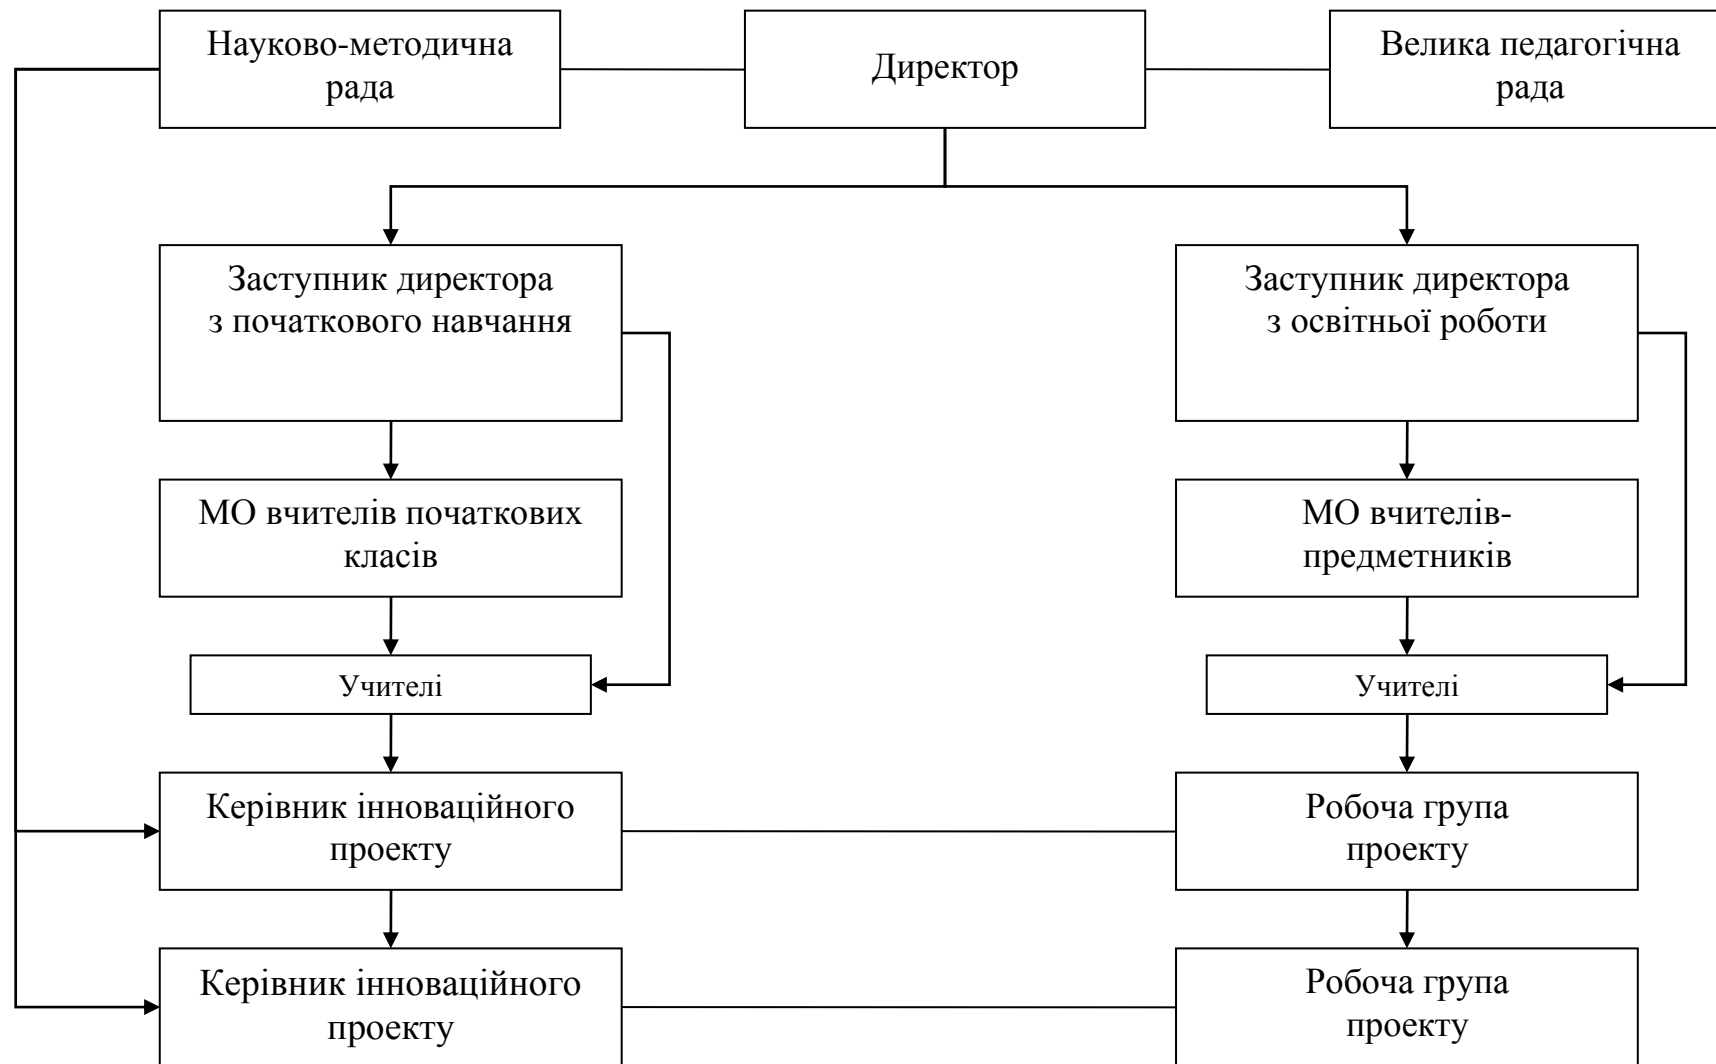 Науково-методична
рада
Директор
Велика педагогічна
рада
Заступник директора
з початкового навчання
Заступник директора
з освітньої роботи
МО вчителів початкових
класів
МО вчителів-
предметників
Учителі
Учителі
Керівник інноваційного
проекту
Робоча група
проекту
Керівник інноваційного
проекту
Робоча група
проекту